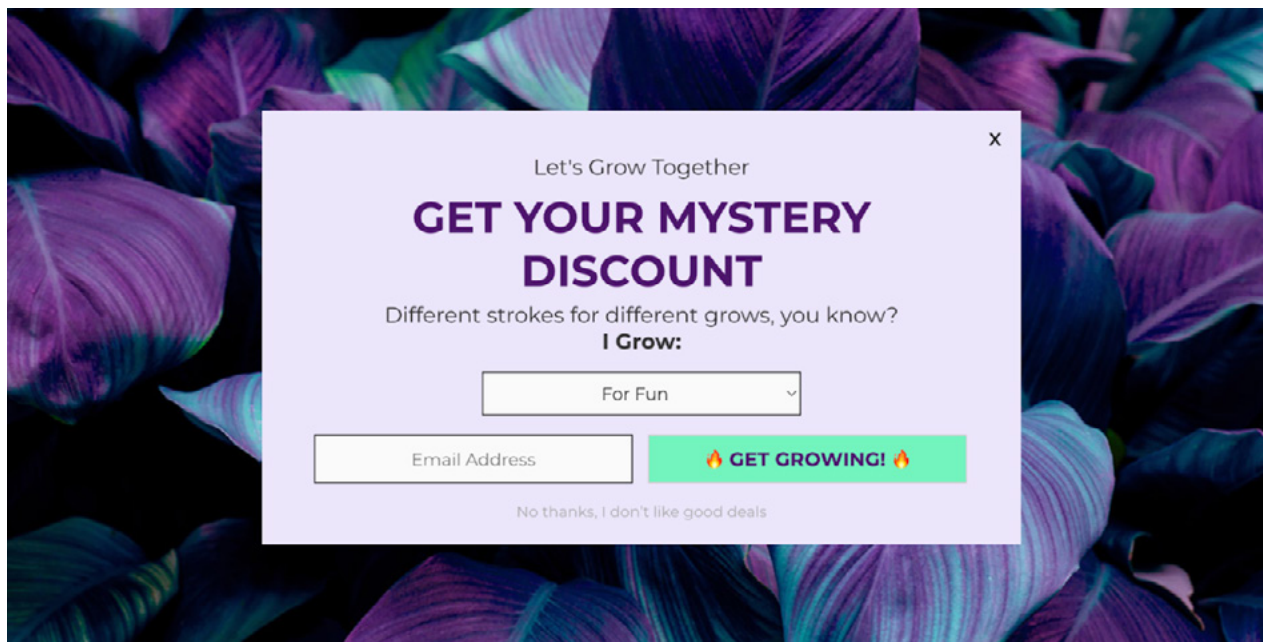 X
Let's Grow Together
GET YOUR MYSTERY
DISCOUNT
Different strokes for different grows, you know?
I Grow:
For Fun
Email Address
🔥 GET GROWING! 🔥
No thanks, I don't like good deals